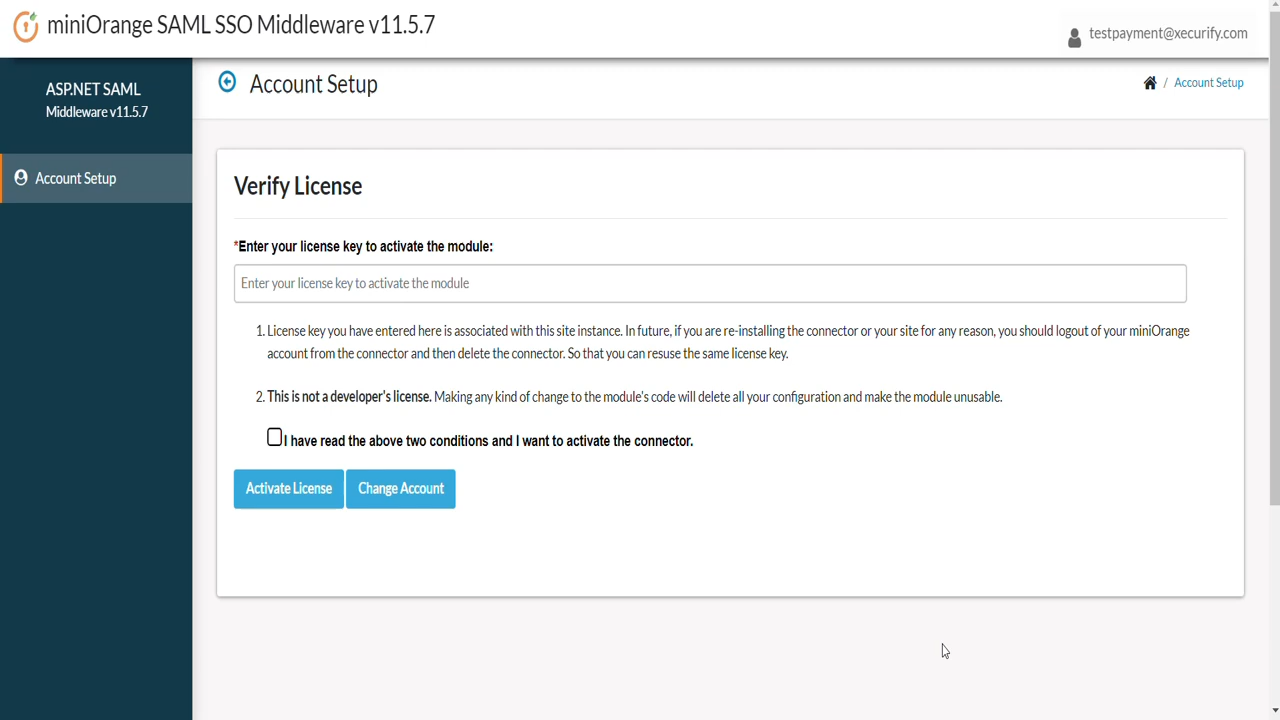 miniOrange SAML SSO Middleware v11.5.7
testpayment@xecurify.com
ASP.NET SAML
Middleware v11.5.7
Account Setup
Account Setup
/ Account Setup
Verify License
*Enter your license key to activate the module:
Enter your license key to activate the module
1. License key you have entered here is associated with this site instance. In future, if you are re-installing the connector or your site for any reason, you should logout of your miniOrange
account from the connector and then delete the connector. So that you can resuse the same license key.
2. This is not a developer's license. Making any kind of change to the module's code will delete all your configuration and make the module unusable.
I have read the above two conditions and I want to activate the connector.
Activate License
Change Account